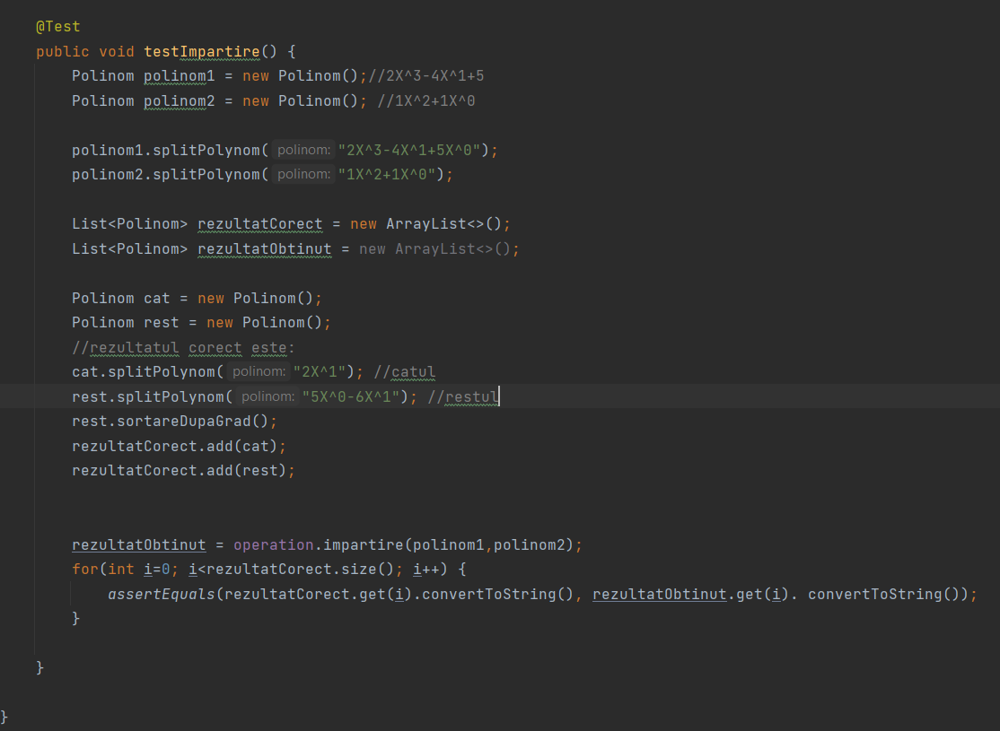 @Test
public void testImpartire() {
Polinom polinom1 = new Polinom();//2X^3-4X^1+5
Polinom polinom2 = new Polinom(); //1X^2+1X^0
polinom1.splitPolynom( polinom: "2X^3-4X^1+5X^0");
polinom2.splitPolynom( polinom: "1X^2+1X^0");
List<Polinom> rezultatCorect = new ArrayList<>();
List<Polinom> rezultatObtinut = new ArrayList<>();
Polinom cat = new Polinom();
Polinom rest = new Polinom();
//rezultatul corect este:
cat.splitPolynom( polinom: "2X^1"); //catul
rest.splitPolynom( polinom: "5X^0-6X^1"); //restul
rest.sortareDupaGrad();
rezultatCorect.add(cat);
rezultatCorect.add(rest);
rezultatObtinut = operation.impartire(polinom1,polinom2);
for(int i=0; i<rezultatCorect.size(); i++) {
assertEquals(rezultatCorect.get(i).convertToString(), rezultatObtinut.get(i). convertToString());
}
}
}